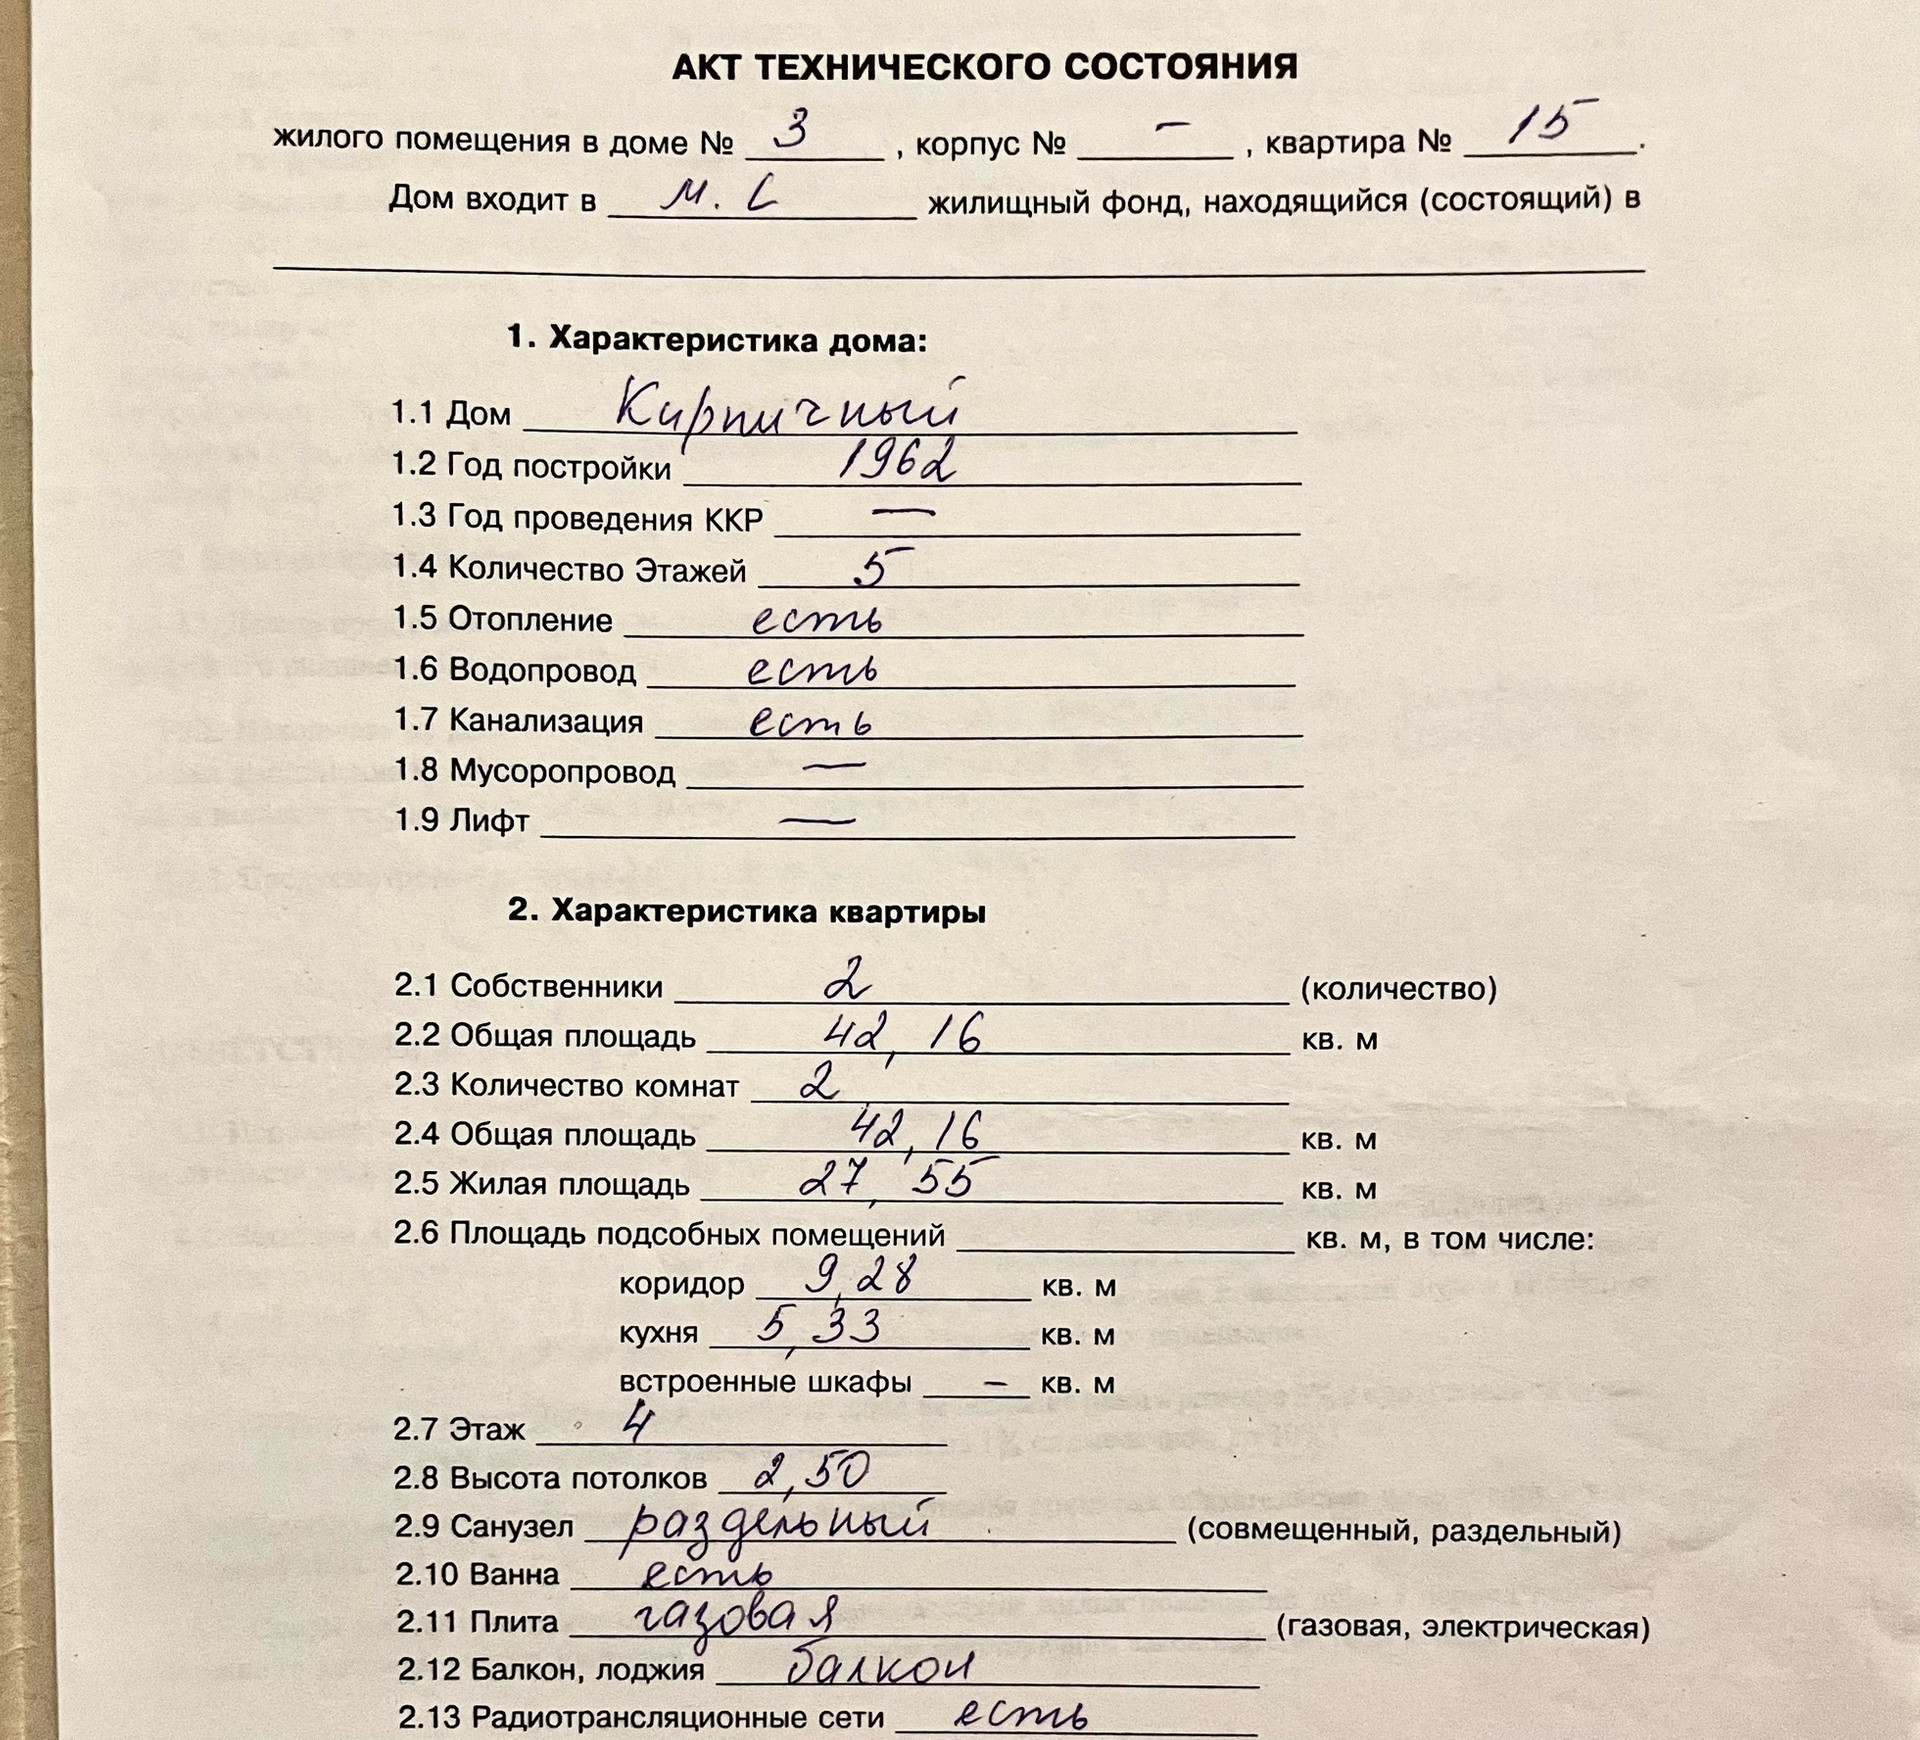 АКТ ТЕХНИЧЕСКОГО СОСТОЯНИЯ
жилого помещения в доме № 3 , корпус № – , квартира № 15 .
Дом входит в М. С жилищный фонд, находящийся (состоящий) в
1. Характеристика дома:
1.1 Дом Кирпичный
1.2 Год постройки 1962
1.3 Год проведения ККР —
1.4 Количество Этажей 5
1.5 Отопление есть
1.6 Водопровод есть
1.7 Канализация есть
1.8 Мусоропровод —
1.9 Лифт —
2. Характеристика квартиры
2.1 Собственники 2 (количество)
2.2 Общая площадь 42,16 кв. м
2.3 Количество комнат 2
2.4 Общая площадь 42,16 кв. м
2.5 Жилая площадь 27,55 кв. м
2.6 Площадь подсобных помещений кв. м, в том числе:
коридор 9,28 кв. м
кухня 5,33 кв. м
встроенные шкафы – кв. м
2.7 Этаж 4
2.8 Высота потолков 2,50
2.9 Санузел раздельный (совмещенный, раздельный)
2.10 Ванна есть
2.11 Плита газовая (газовая, электрическая)
2.12 Балкон, лоджия балкон
2.13 Радиотрансляционные сети есть